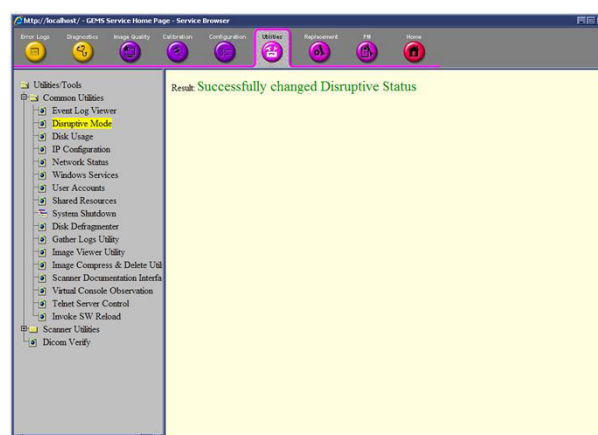 http://localhost/ - GEMS Service Home Page - Service Browser
Error Logs Diagnostics Image Quality Calibration Configuration Utilities Replacement PM Home
Utilities/Tools
Common Utilities
Event Log Viewer
Disruptive Mode
Disk Usage
IP Configuration
Network Status
Windows Services
User Accounts
Shared Resources
System Shutdown
Disk Defragmenter
Gather Logs Utility
Image Viewer Utility
Image Compress & Delete Util
Scanner Documentation Interfa
Virtual Console Observation
Telnet Server Control
Invoke SW Reload
Scanner Utilities
Dicom Verify
Result: Successfully changed Disruptive Status